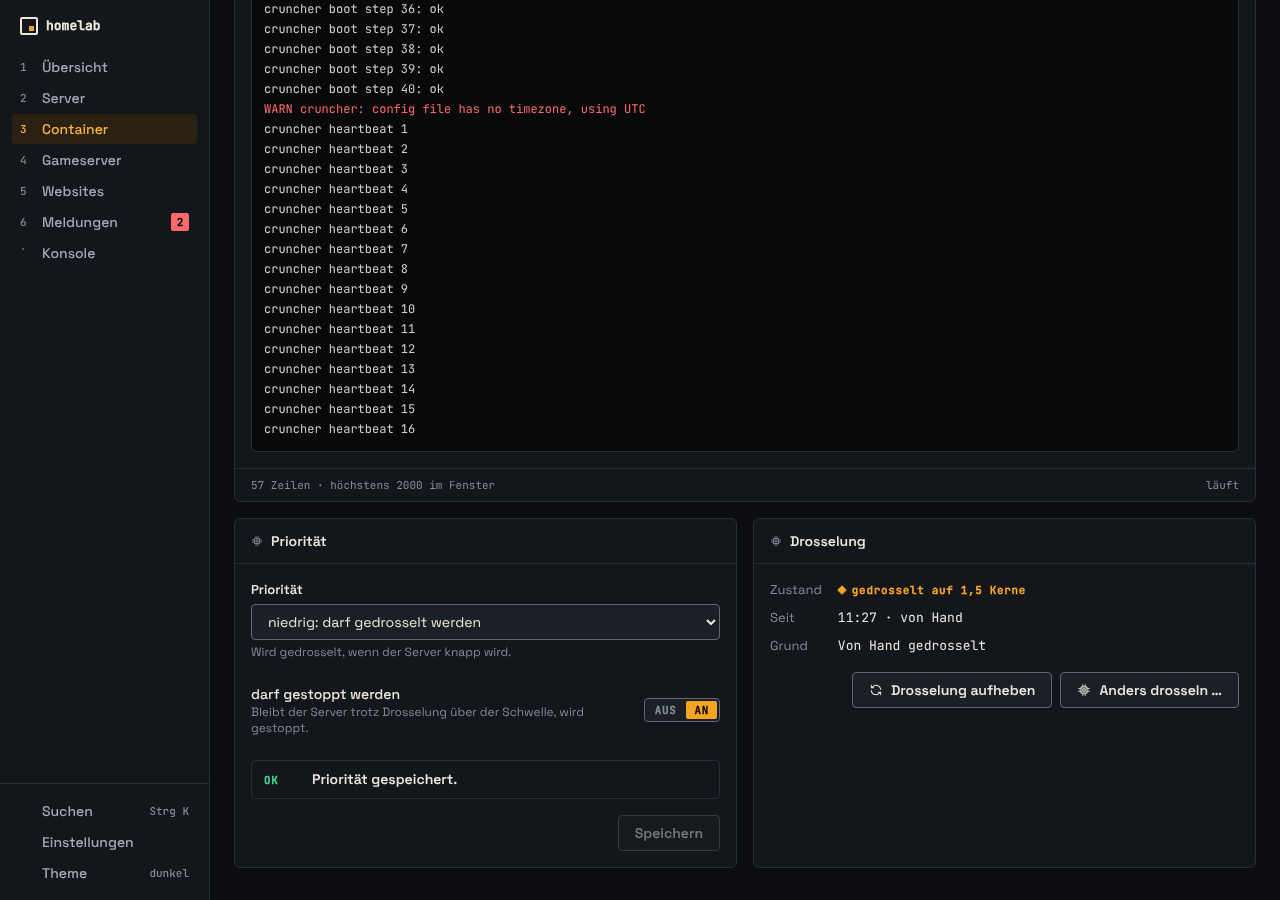 homelab
1 Übersicht
2 Server
3 Container
4 Gameserver
5 Websites
6 Meldungen 2
` Konsole
Suchen Strg K
Einstellungen
Theme dunkel
cruncher boot step 36: ok
cruncher boot step 37: ok
cruncher boot step 38: ok
cruncher boot step 39: ok
cruncher boot step 40: ok
WARN cruncher: config file has no timezone, using UTC
cruncher heartbeat 1
cruncher heartbeat 2
cruncher heartbeat 3
cruncher heartbeat 4
cruncher heartbeat 5
cruncher heartbeat 6
cruncher heartbeat 7
cruncher heartbeat 8
cruncher heartbeat 9
cruncher heartbeat 10
cruncher heartbeat 11
cruncher heartbeat 12
cruncher heartbeat 13
cruncher heartbeat 14
cruncher heartbeat 15
cruncher heartbeat 16
57 Zeilen · höchstens 2000 im Fenster läuft
Priorität
Priorität
niedrig: darf gedrosselt werden
Wird gedrosselt, wenn der Server knapp wird.
darf gestoppt werden
Bleibt der Server trotz Drosselung über der Schwelle, wird
gestoppt.
AUS AN
OK Priorität gespeichert.
Speichern
Drosselung
Zustand ◆ gedrosselt auf 1,5 Kerne
Seit 11:27 · von Hand
Grund Von Hand gedrosselt
Drosselung aufheben Anders drosseln …